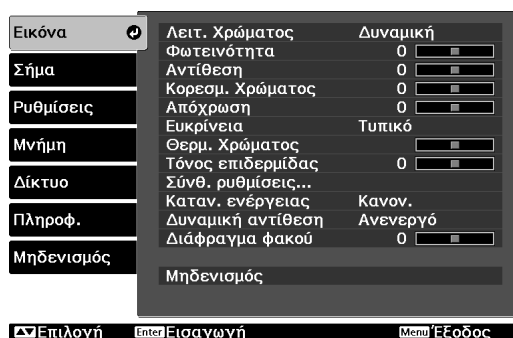 Εικόνα
Σήμα
Ρυθμίσεις
Μνήμη
Δίκτυο
Πληροφ.
Μηδενισμός
Λειτ. Χρώματος Δυναμική
Φωτεινότητα 0
Αντίθεση 0
Κορεσμ. Χρώματος 0
Απόχρωση 0
Ευκρίνεια Τυπικό
Θερμ. Χρώματος
Τόνος επιδερμίδας 0
Σύνθ. ρυθμίσεις...
Καταν. ενέργειας Κανον.
Δυναμική αντίθεση Ανενεργό
Διάφραγμα φακού 0
Μηδενισμός
Επιλογή Enter Εισαγωγή Menu Έξοδος